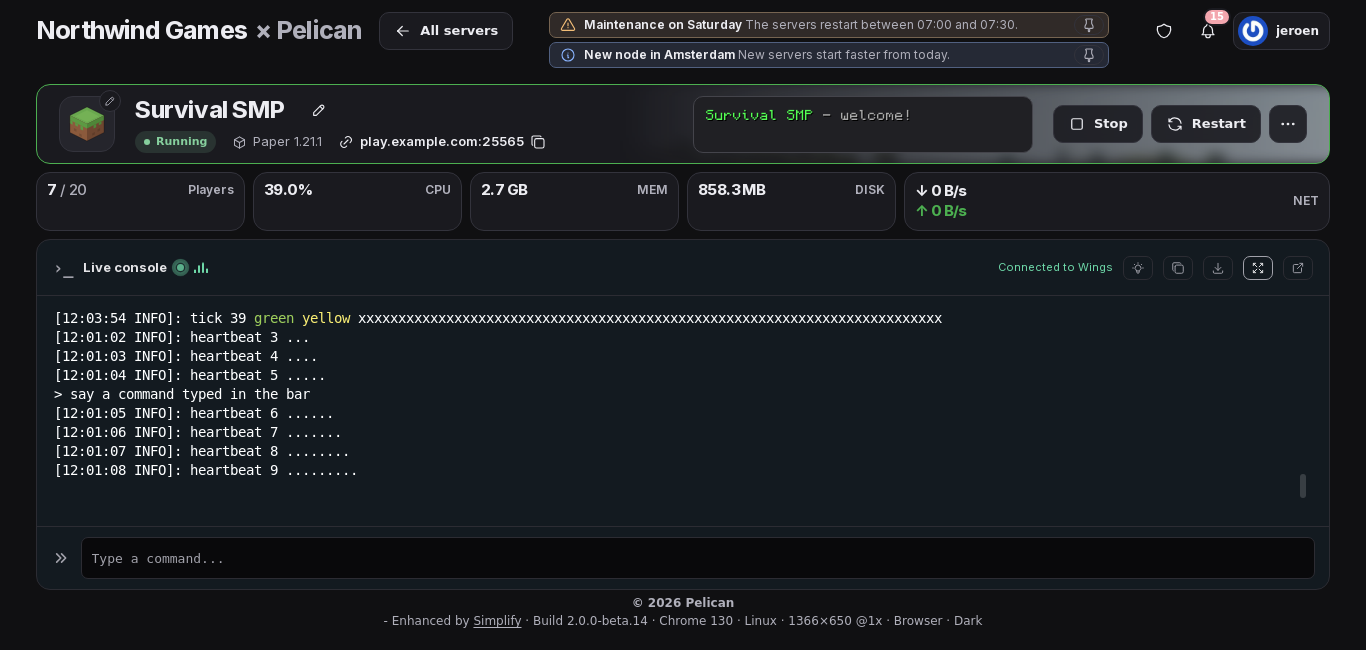 Northwind Games × Pelican
All servers
Maintenance on Saturday The servers restart between 07:00 and 07:30.
New node in Amsterdam New servers start faster from today.
15
jeroen
Survival SMP
Running
Paper 1.21.1
play.example.com:25565
Survival SMP - welcome!
Stop
Restart
7 / 20
Players
39.0%
CPU
2.7 GB
MEM
858.3 MB
DISK
↓ 0 B/s
↑ 0 B/s
NET
Live console
Connected to Wings
[12:03:54 INFO]: tick 39 green yellow xxxxxxxxxxxxxxxxxxxxxxxxxxxxxxxxxxxxxxxxxxxxxxxxxxxxxxxxxxxxxxxxxxxxxxxxx
[12:01:02 INFO]: heartbeat 3 ...
[12:01:03 INFO]: heartbeat 4 ....
[12:01:04 INFO]: heartbeat 5 .....
> say a command typed in the bar
[12:01:05 INFO]: heartbeat 6 ......
[12:01:06 INFO]: heartbeat 7 .......
[12:01:07 INFO]: heartbeat 8 ........
[12:01:08 INFO]: heartbeat 9 .........
Type a command...
© 2026 Pelican
- Enhanced by Simplify · Build 2.0.0-beta.14 · Chrome 130 · Linux · 1366×650 @1x · Browser · Dark